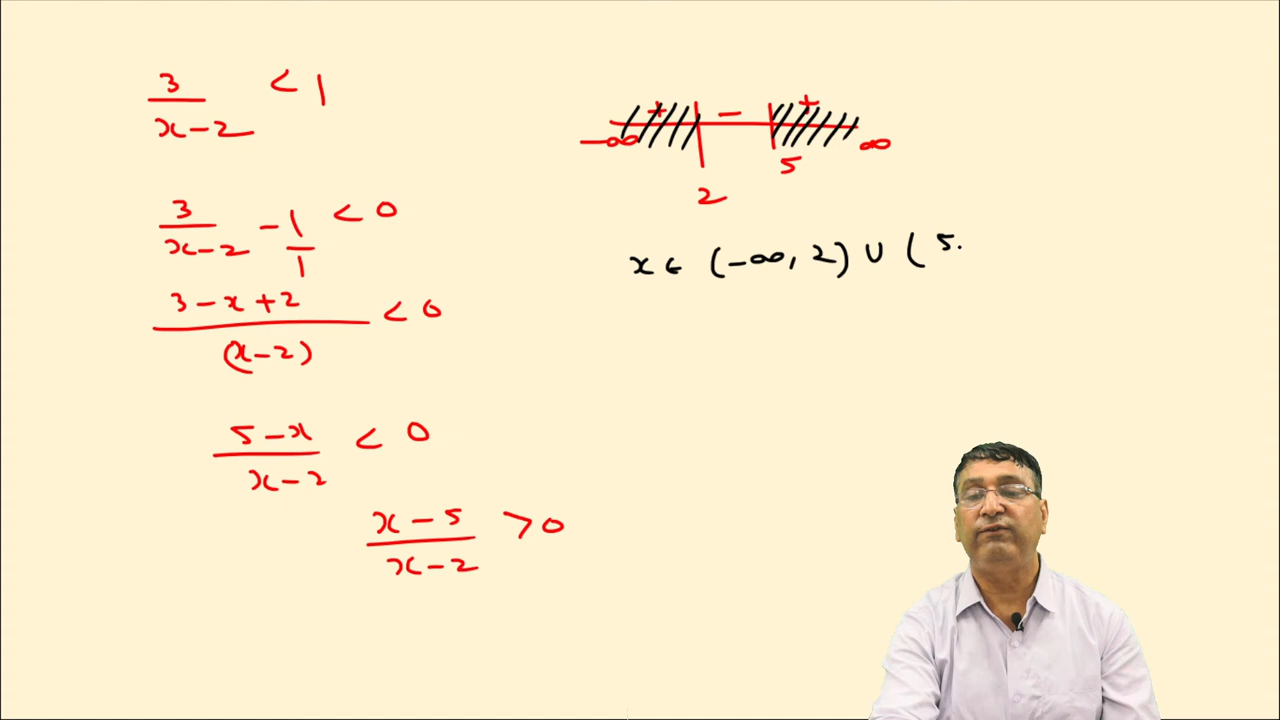 3/(x-2) < 1
3/(x-2) - 1/1 < 0
(3-x+2)/(x-2) < 0
(5-x)/(x-2) < 0
(x-5)/(x-2) > 0
+ - +
-∞ 2 5 ∞
x ∈ (-∞, 2) ∪ (5,